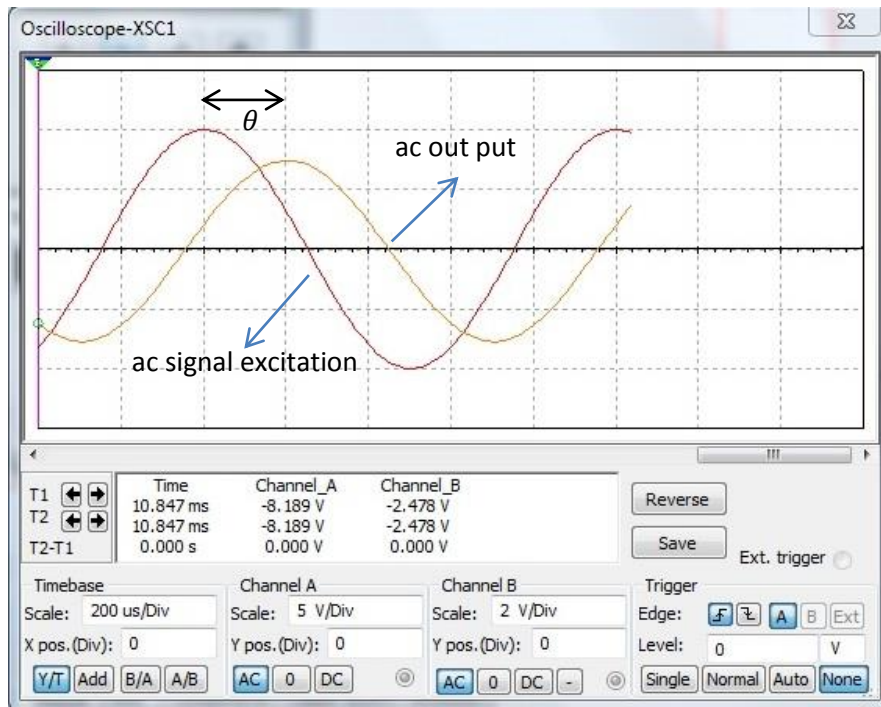 Oscilloscope-XSC1
θ
ac out put
ac signal excitation
Time Channel_A Channel_B
T1 10.847 ms -8.189 V -2.478 V
T2 10.847 ms -8.189 V -2.478 V
T2-T1 0.000 s 0.000 V 0.000 V
Reverse
Save
Ext. trigger
Timebase Channel A Channel B Trigger
Scale: 200 us/Div Scale: 5 V/Div Scale: 2 V/Div Edge: A B Ext
X pos.(Div): 0 Y pos.(Div): 0 Y pos.(Div): 0 Level: 0 V
Y/T Add B/A A/B AC 0 DC AC 0 DC - Single Normal Auto None